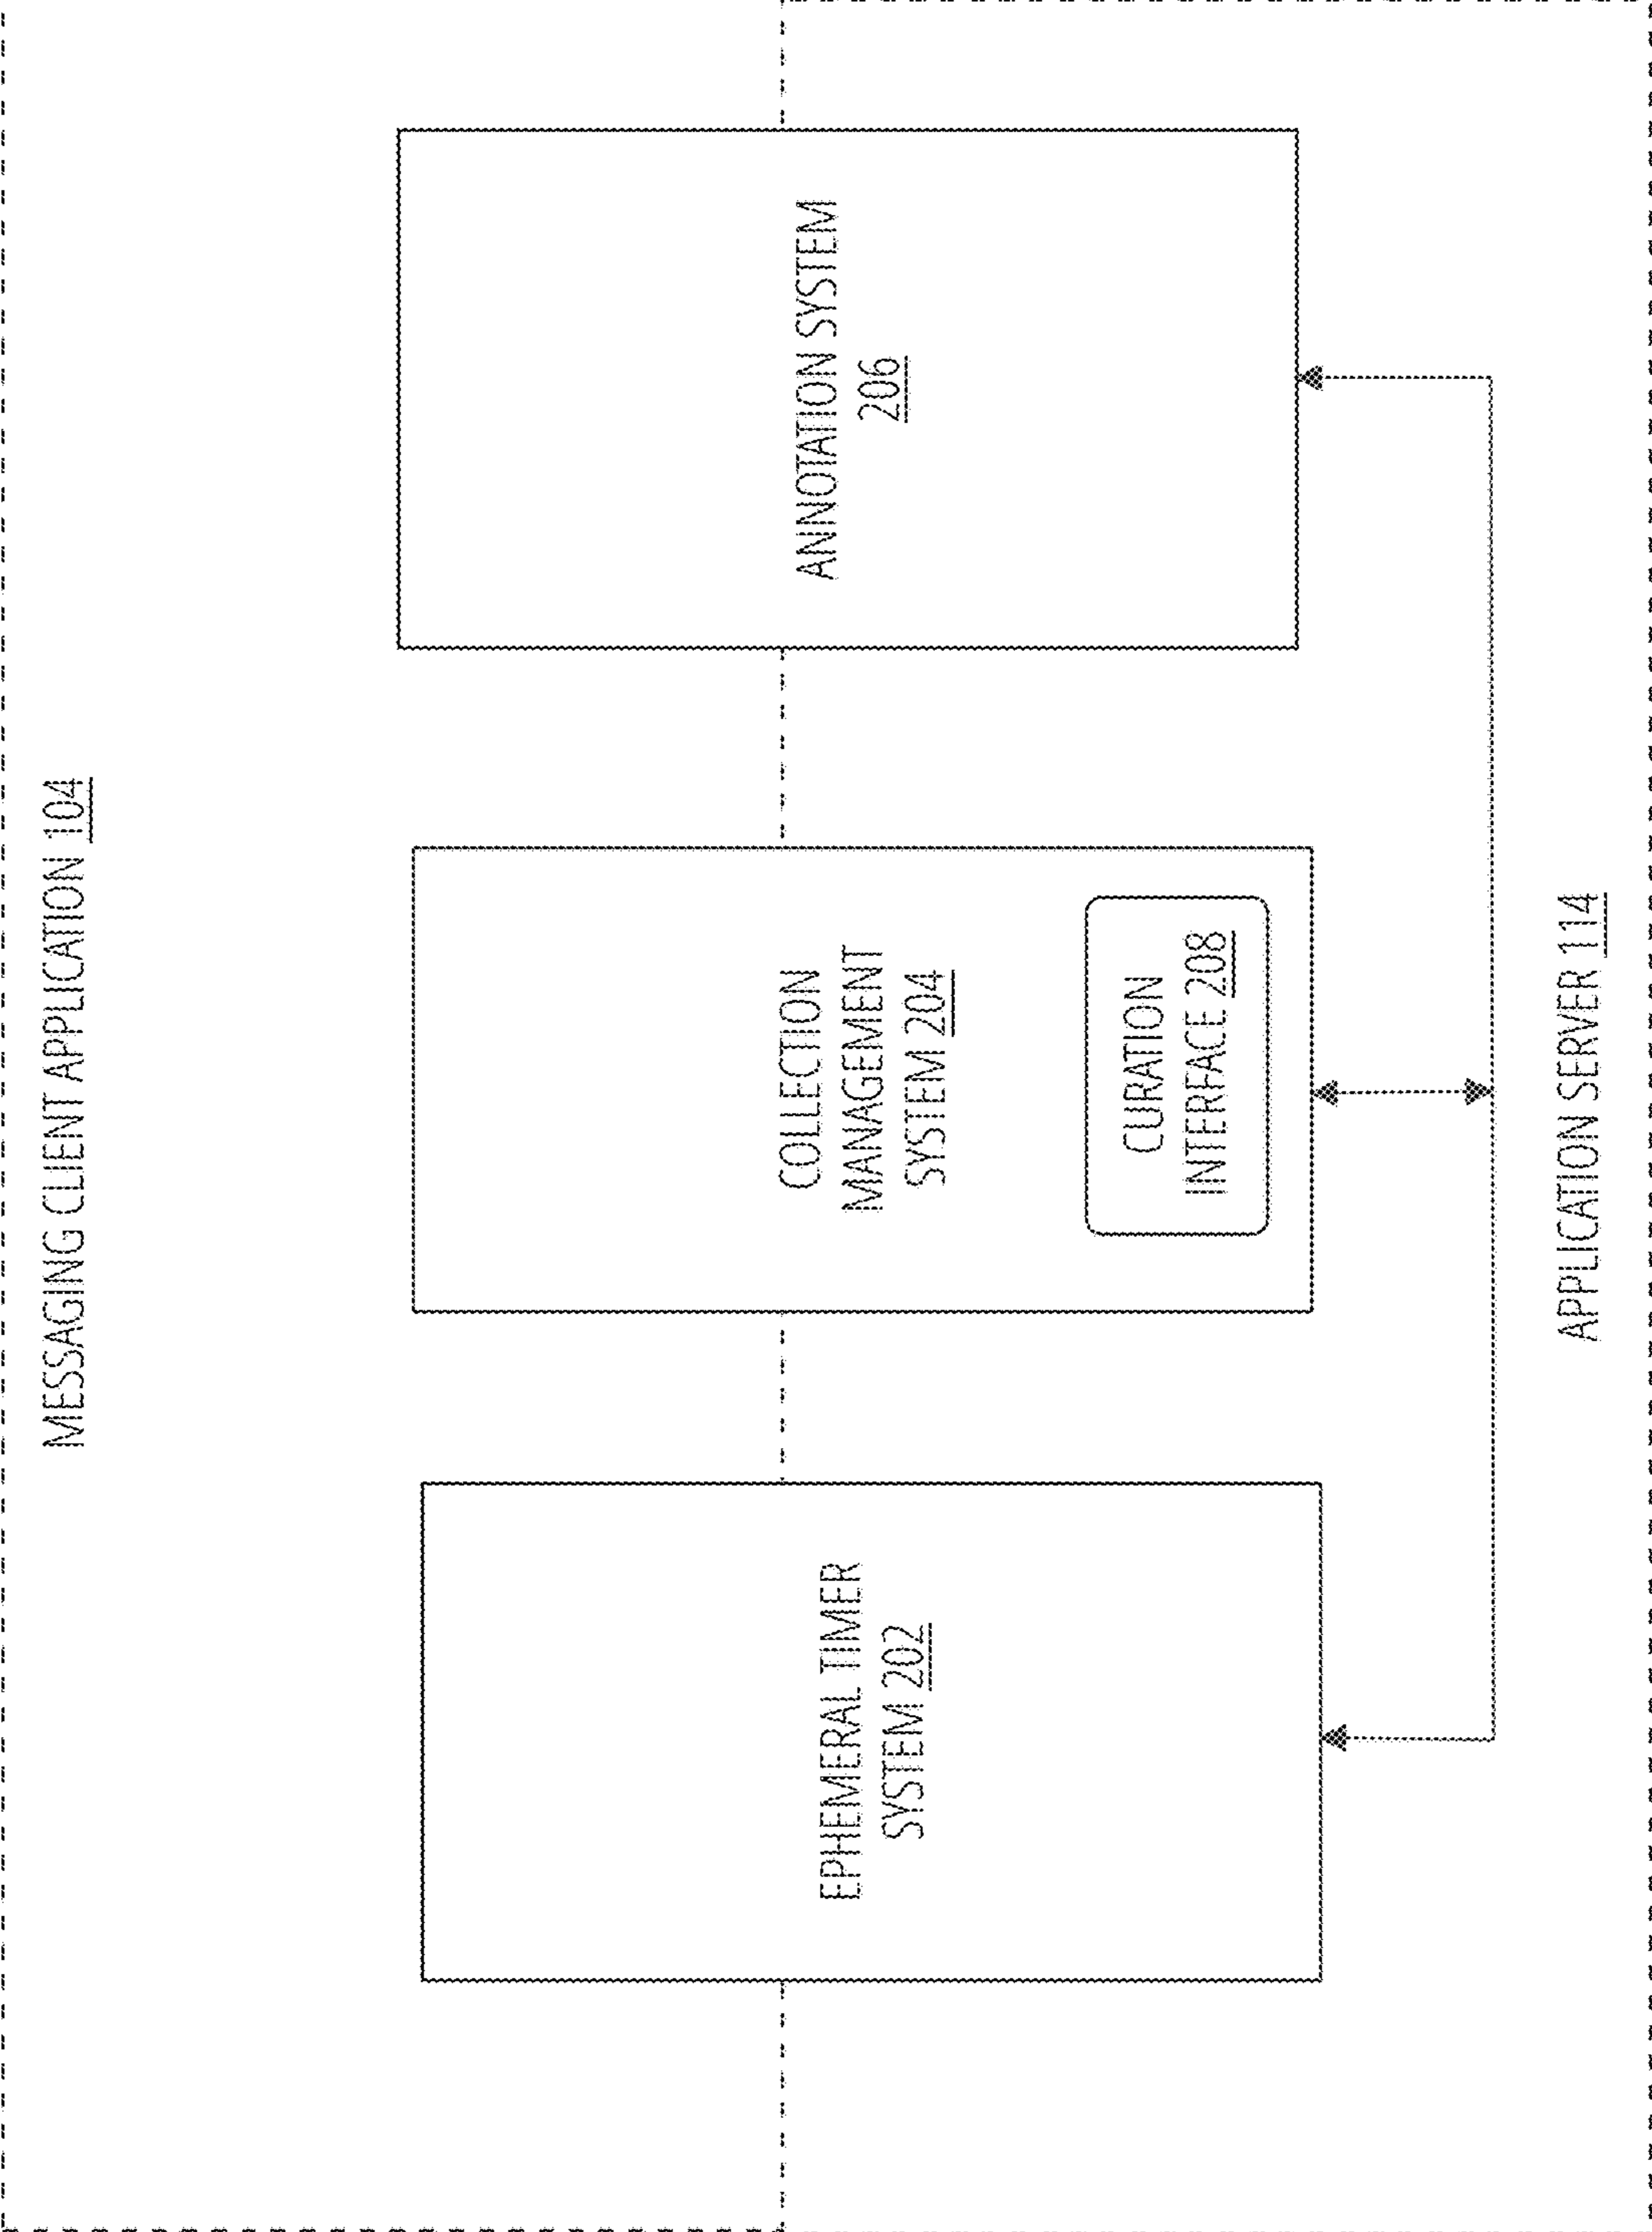 MESSAGING CLIENT APPLICATION 104
EPHEMERAL TIMER
SYSTEM 202
COLLECTION
MANAGEMENT
SYSTEM 204
CURATION
INTERFACE 208
ANNOTATION SYSTEM
206
APPLICATION SERVER 114